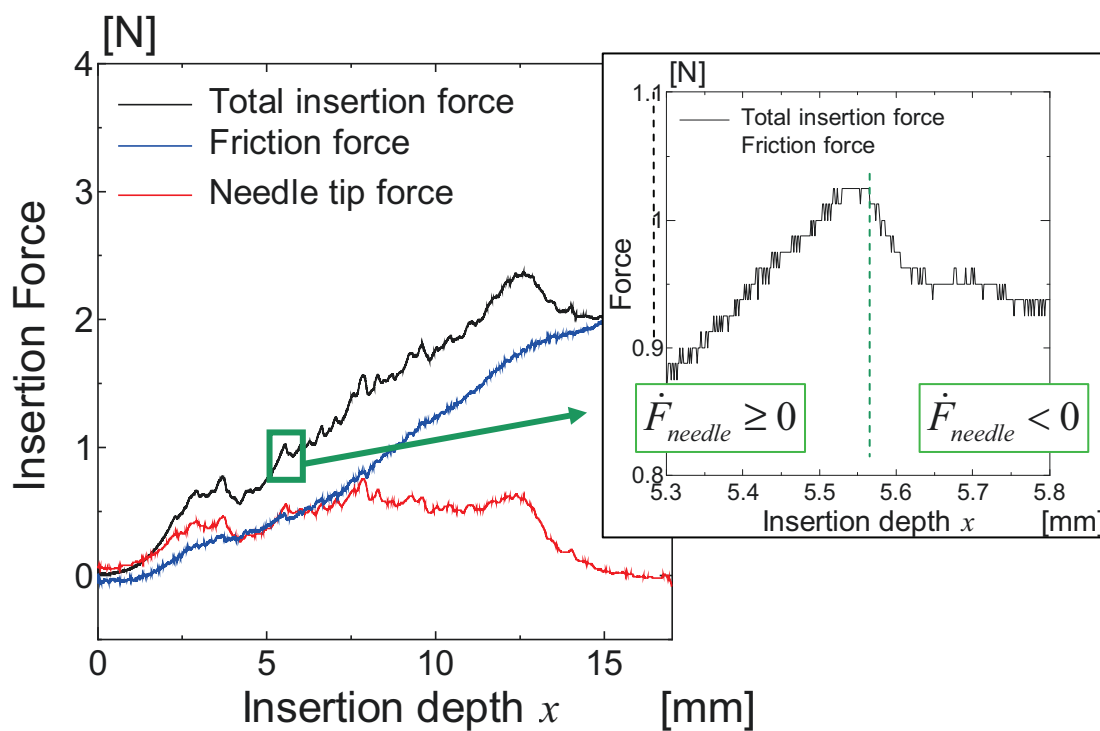 [N]
4
3
2
1
0
Insertion Force
Total insertion force
Friction force
Needle tip force
0
5
10
15
Insertion depth x [mm]
[N]
1.1
1
0.9
0.8
Force
Total insertion force
Friction force
Ḟneedle ≥ 0
Ḟneedle < 0
5.3 5.4 5.5 5.6 5.7 5.8
Insertion depth x [mm]